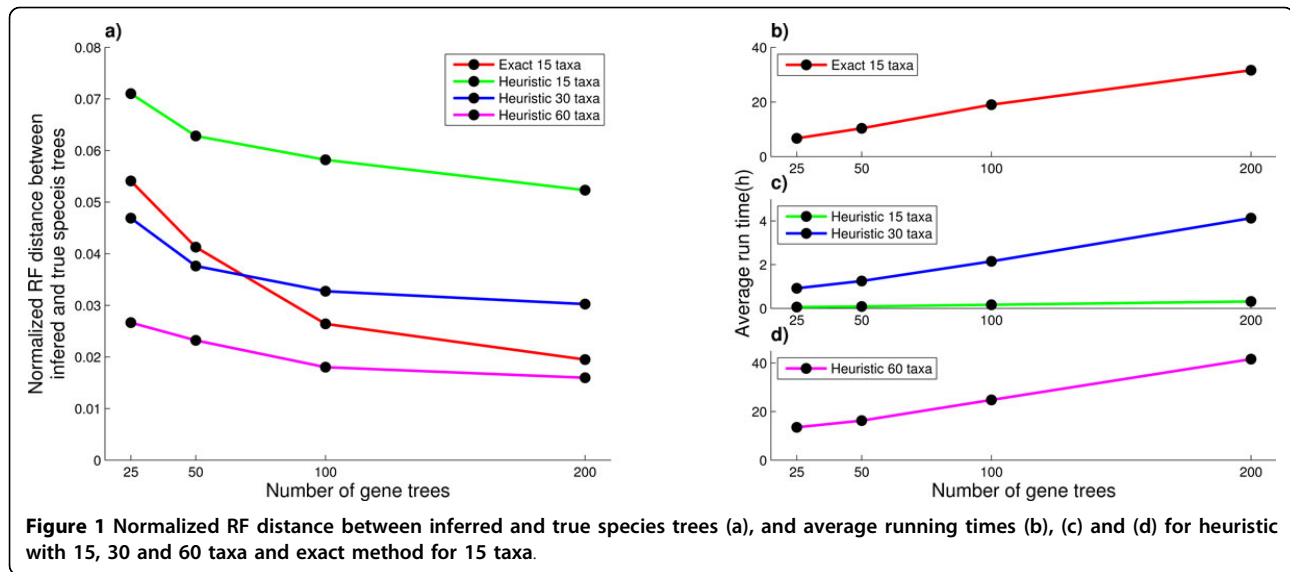 a)
Normalized RF distance between
infered and true speceis trees
0.08
0.07
0.06
0.05
0.04
0.03
0.02
0.01
0
Exact 15 taxa
Heuristic 15 taxa
Heuristic 30 taxa
Heuristic 60 taxa
25 50 100 200
Number of gene trees
b)
Average run time(h)
40
20
0
Exact 15 taxa
25 50 100 200
c)
4
2
0
Heuristic 15 taxa
Heuristic 30 taxa
25 50 100 200
d)
40
20
0
Heuristic 60 taxa
25 50 100 200
Number of gene trees
Figure 1 Normalized RF distance between inferred and true species trees (a), and average running times (b), (c) and (d) for heuristic
with 15, 30 and 60 taxa and exact method for 15 taxa.